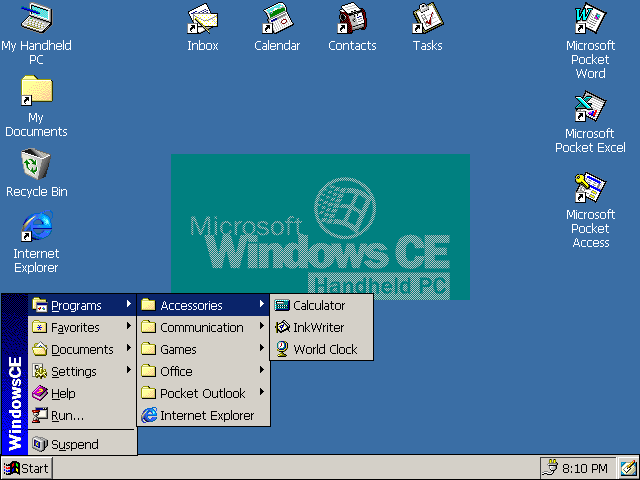 My Handheld
PC
Inbox
Calendar
Contacts
Tasks
Microsoft
Pocket
Word
My
Documents
Microsoft
Pocket Excel
Recycle Bin
Microsoft
Pocket
Access
Internet
Explorer
Microsoft
Windows CE
Handheld PC
WindowsCE
Programs
Favorites
Documents
Settings
Help
Run...
Suspend
Accessories
Communication
Games
Office
Pocket Outlook
Internet Explorer
Calculator
InkWriter
World Clock
Start
8:10 PM